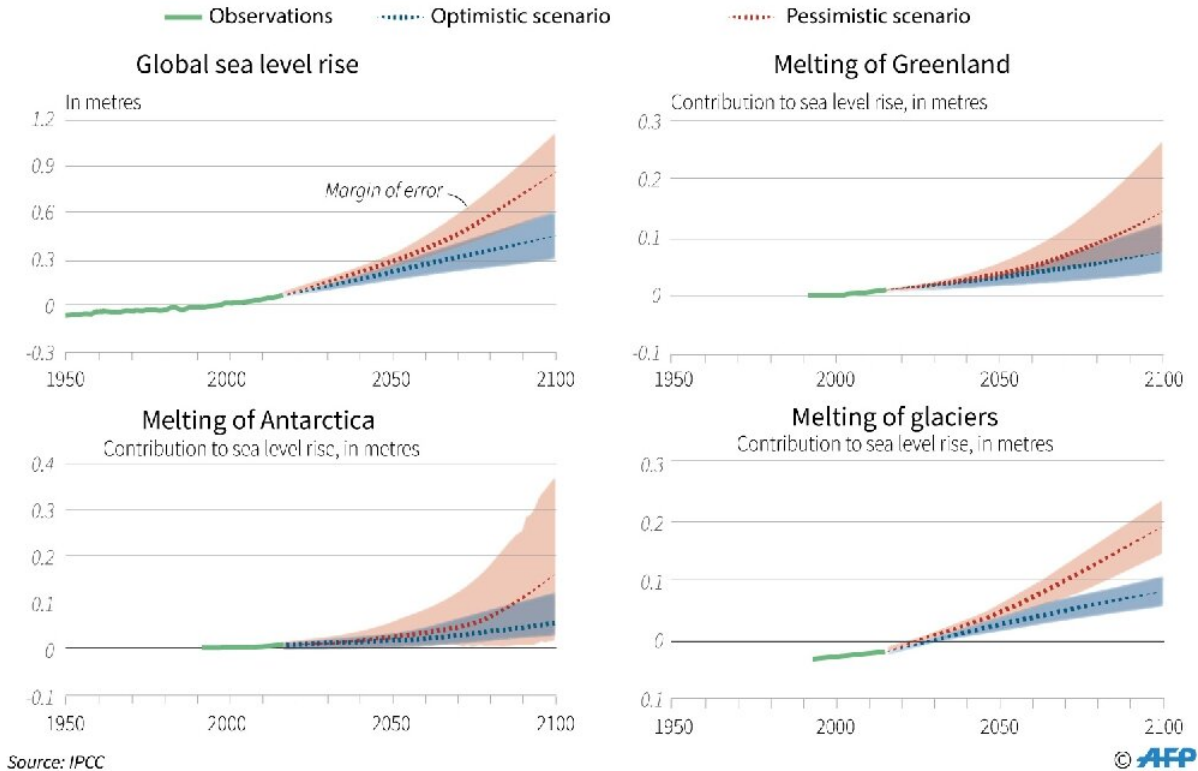 Observations Optimistic scenario Pessimistic scenario
Global sea level rise
In metres
1.2
0.9
0.6
0.3
0
-0.3
Margin of error
1950 2000 2050 2100
Melting of Greenland
Contribution to sea level rise, in metres
0.3
0.2
0.1
0
-0.1
1950 2000 2050 2100
Melting of Antarctica
Contribution to sea level rise, in metres
0.4
0.3
0.2
0.1
0
-0.1
1950 2000 2050 2100
Melting of glaciers
Contribution to sea level rise, in metres
0.3
0.2
0.1
0
0.1
1950 2000 2050 2100
Source: IPCC
© AFP